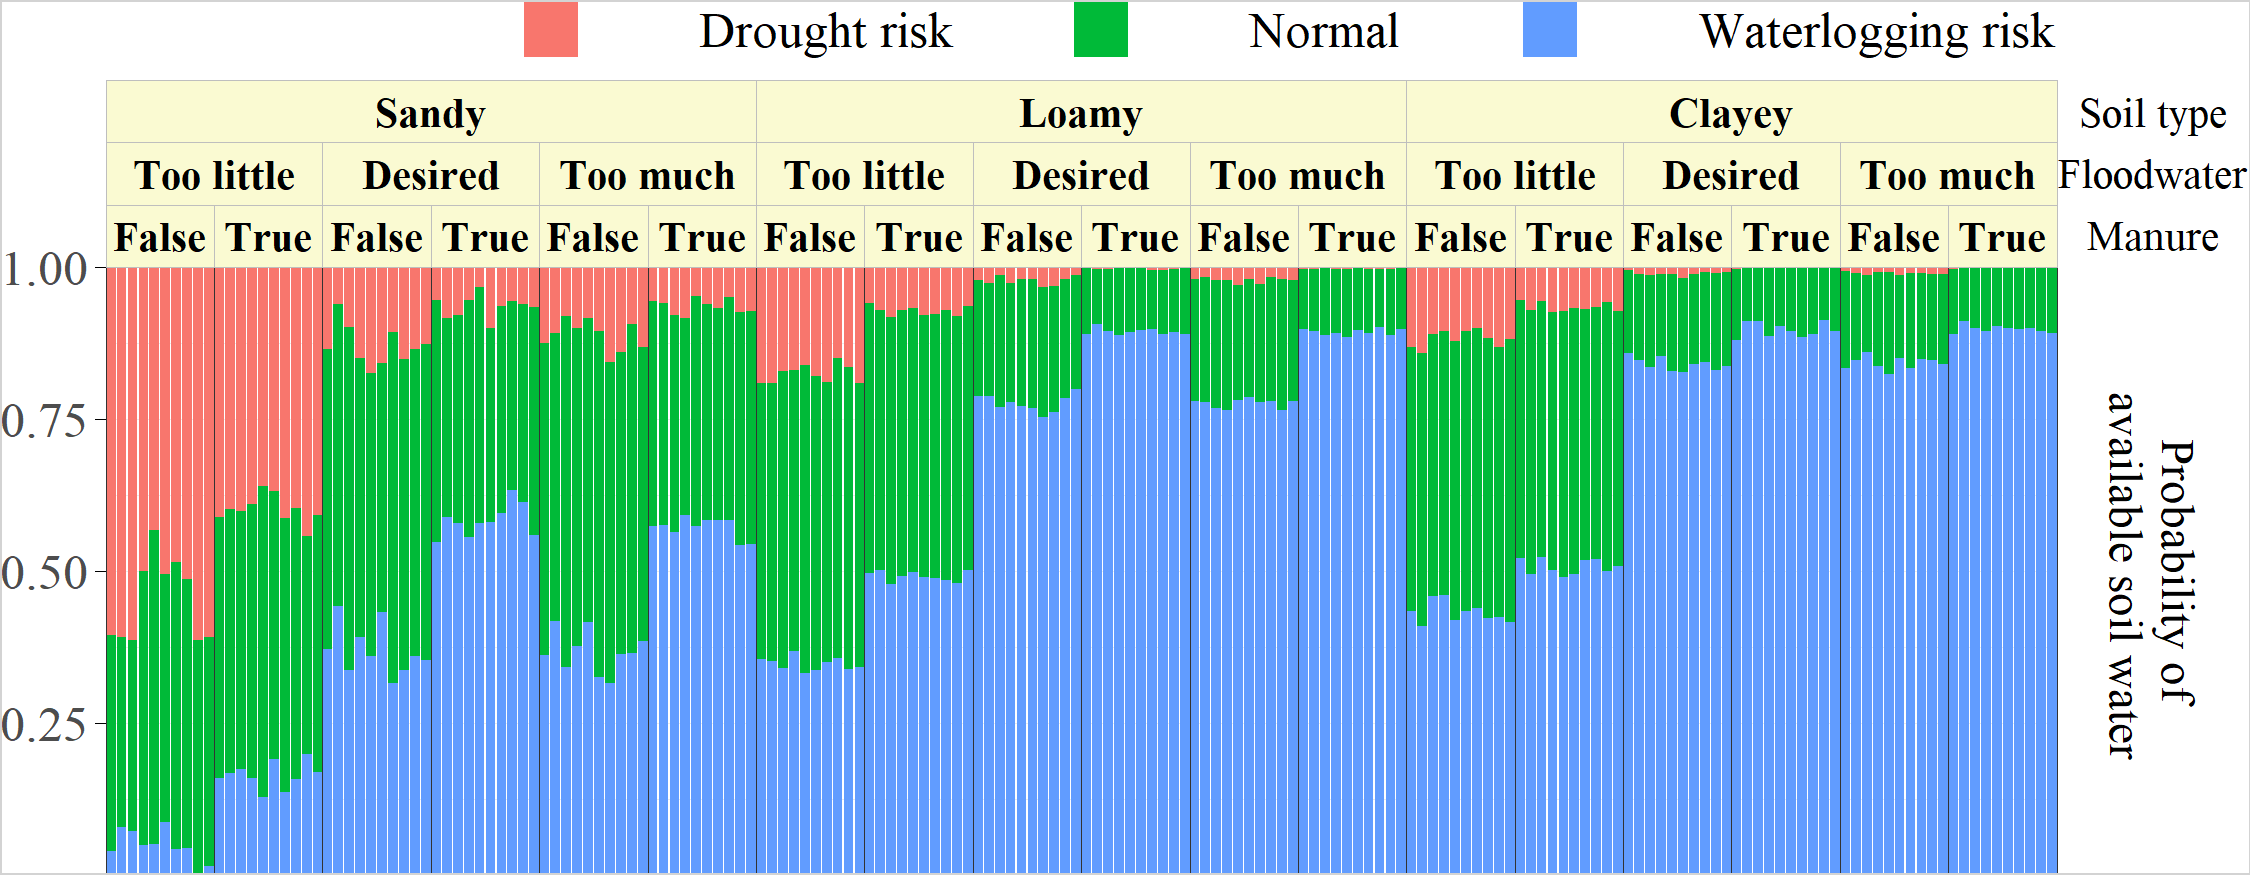 Drought risk Normal Waterlogging risk
Sandy Loamy Clayey Soil type
Too little Desired Too much Too little Desired Too much Too little Desired Too much Floodwater
False True False True False True False True False True False True False True False True False True Manure
1.00
0.75
0.50
0.25
Probability of
available soil water